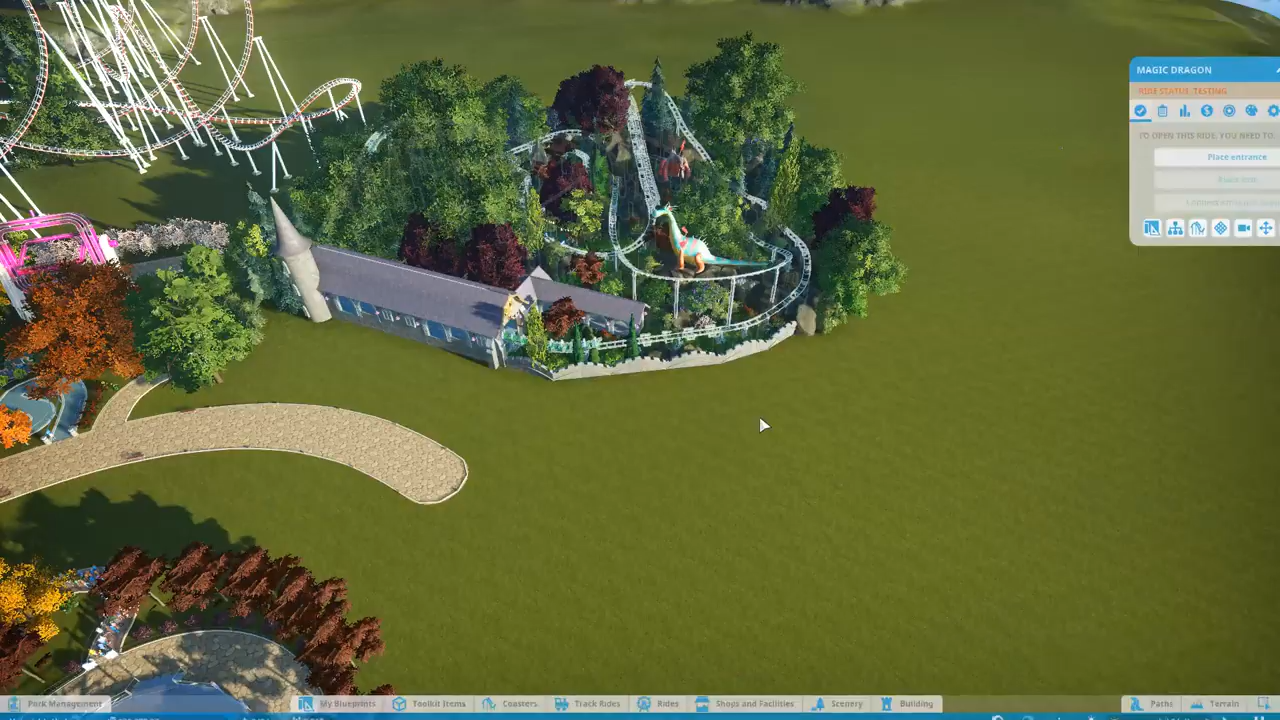 MAGIC DRAGON
RIDE STATUS: TESTING
TO OPEN THIS RIDE, YOU NEED TO
Place entrance
Park Management
My Blueprints
Toolkit Items
Coasters
Track Rides
Rides
Shops and Facilities
Scenery
Building
Paths
Terrain